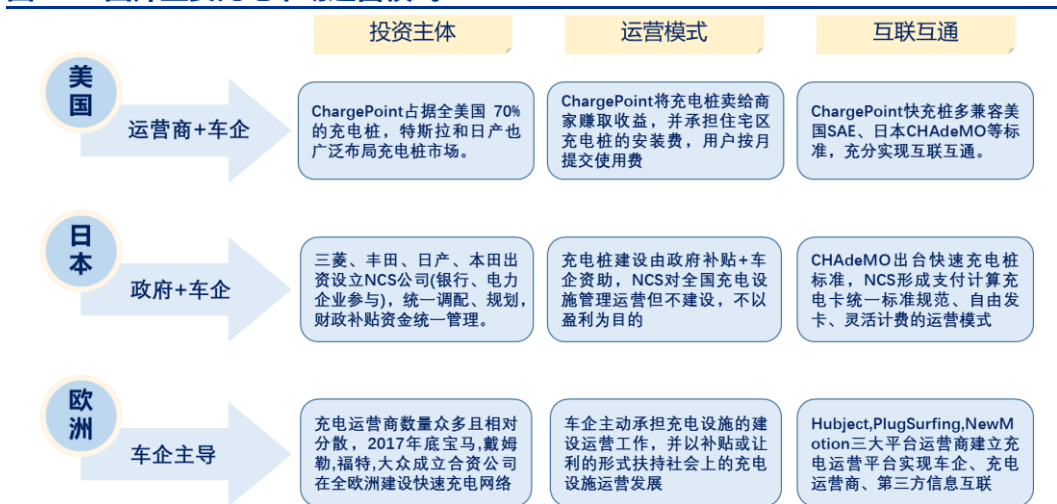 投资主体
运营模式
互联互通
美
国
运营商+车企
ChargePoint占据全美国 70%
的充电桩，特斯拉和日产也
广泛布局充电桩市场。
ChargePoint将充电桩卖给商
家赚取收益，并承担住宅区
充电桩的安装费，用户按月
提交使用费
ChargePoint快充桩多兼容美
国SAE、日本CHAdeMO等标
准，充分实现互联互通。
日
本
政府+车企
三菱、丰田、日产、本田出
资设立NCS公司(银行、电力
企业参与)，统一调配、规划，
财政补贴资金统一管理。
充电桩建设由政府补贴+车
企资助，NCS对全国充电设
施管理运营但不建设，不以
盈利为目的
CHAdeMO出台快速充电桩
标准，NCS形成支付计算充
电卡统一标准规范、自由发
卡、灵活计费的运营模式
欧
洲
车企主导
充电运营商数量众多且相对
分散，2017年底宝马,戴姆
勒,福特,大众成立合资公司
在全欧洲建设快速充电网络
车企主动承担充电设施的建
设运营工作，并以补贴或让
利的形式扶持社会上的充电
设施运营发展
Hubject,PlugSurfing,NewM
otion三大平台运营商建立充
电运营平台实现车企、充电
运营商、第三方信息互联